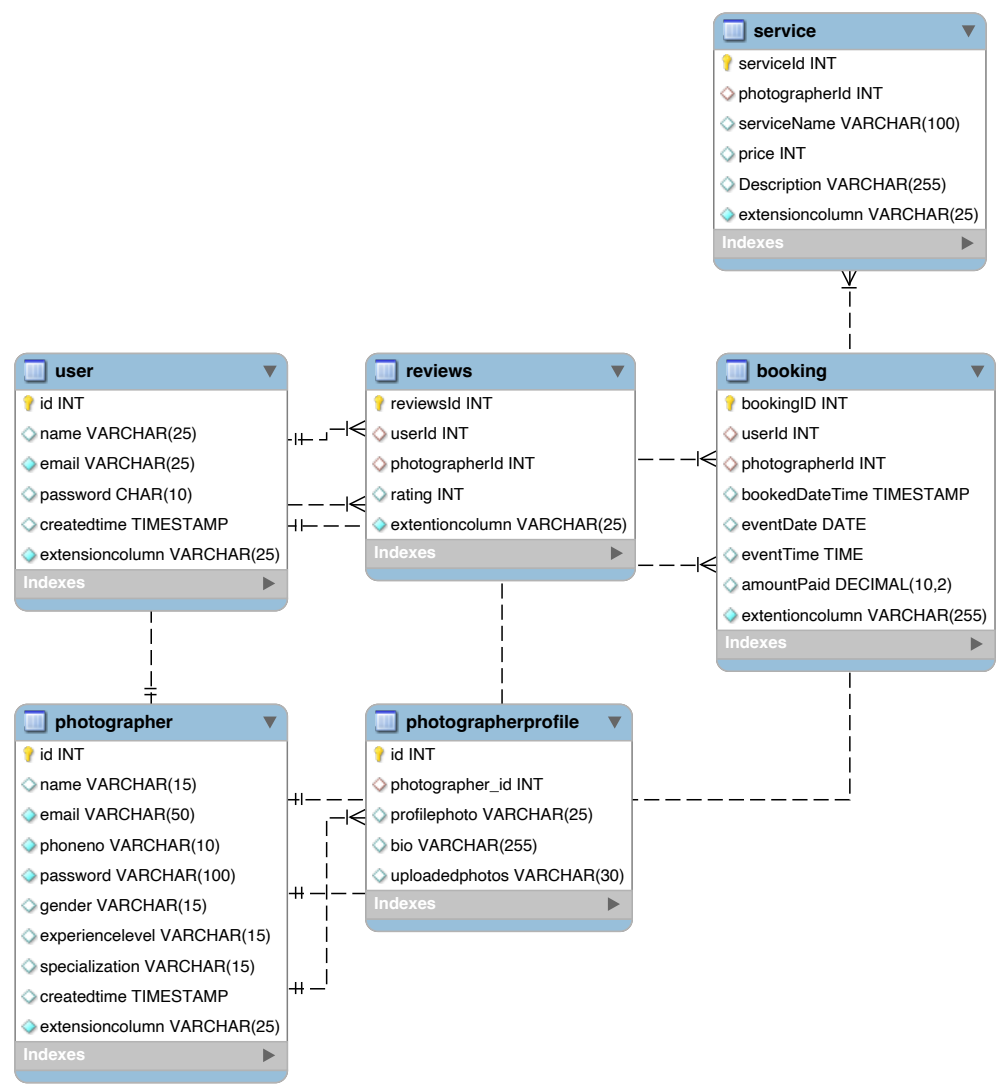 service
serviceId INT
photographerId INT
serviceName VARCHAR(100)
price INT
Description VARCHAR(255)
extensioncolumn VARCHAR(25)
Indexes
user
id INT
name VARCHAR(25)
email VARCHAR(25)
password CHAR(10)
createdtime TIMESTAMP
extensioncolumn VARCHAR(25)
Indexes
reviews
reviewsId INT
userId INT
photographerId INT
rating INT
extentioncolumn VARCHAR(25)
Indexes
booking
bookingID INT
userId INT
photographerId INT
bookedDateTime TIMESTAMP
eventDate DATE
eventTime TIME
amountPaid DECIMAL(10,2)
extentioncolumn VARCHAR(255)
Indexes
photographer
id INT
name VARCHAR(15)
email VARCHAR(50)
phoneno VARCHAR(10)
password VARCHAR(100)
gender VARCHAR(15)
experiencelevel VARCHAR(15)
specialization VARCHAR(15)
createdtime TIMESTAMP
extensioncolumn VARCHAR(25)
Indexes
photographerprofile
id INT
photographer_id INT
profilephoto VARCHAR(25)
bio VARCHAR(255)
uploadedphotos VARCHAR(30)
Indexes